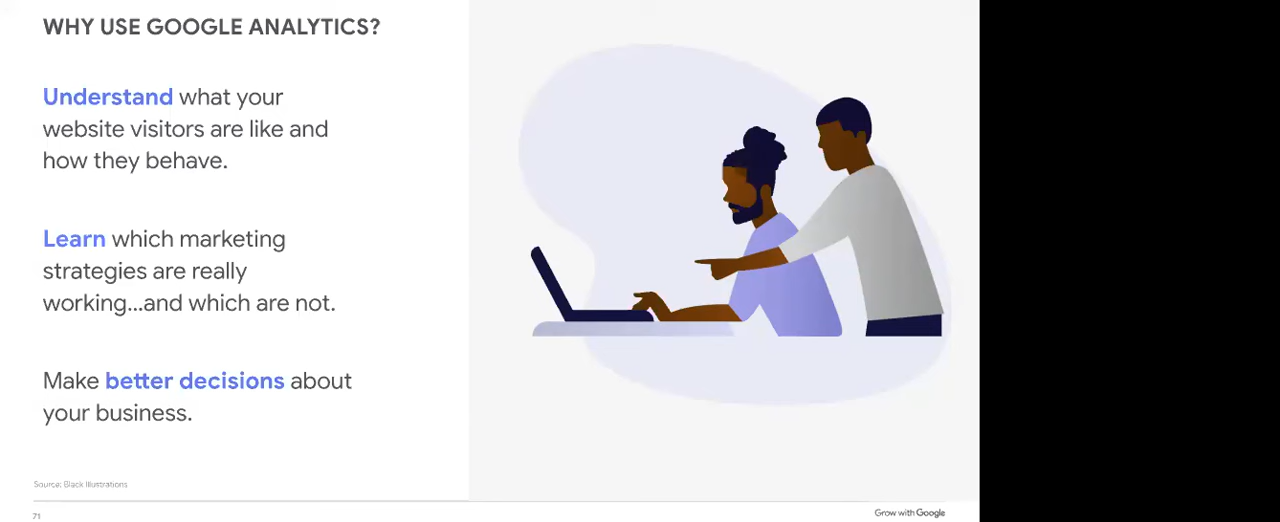 WHY USE GOOGLE ANALYTICS?
Understand what your
website visitors are like and
how they behave.
Learn which marketing
strategies are really
working...and which are not.
Make better decisions about
your business.
Source: Black Illustrations
71
Grow with Google